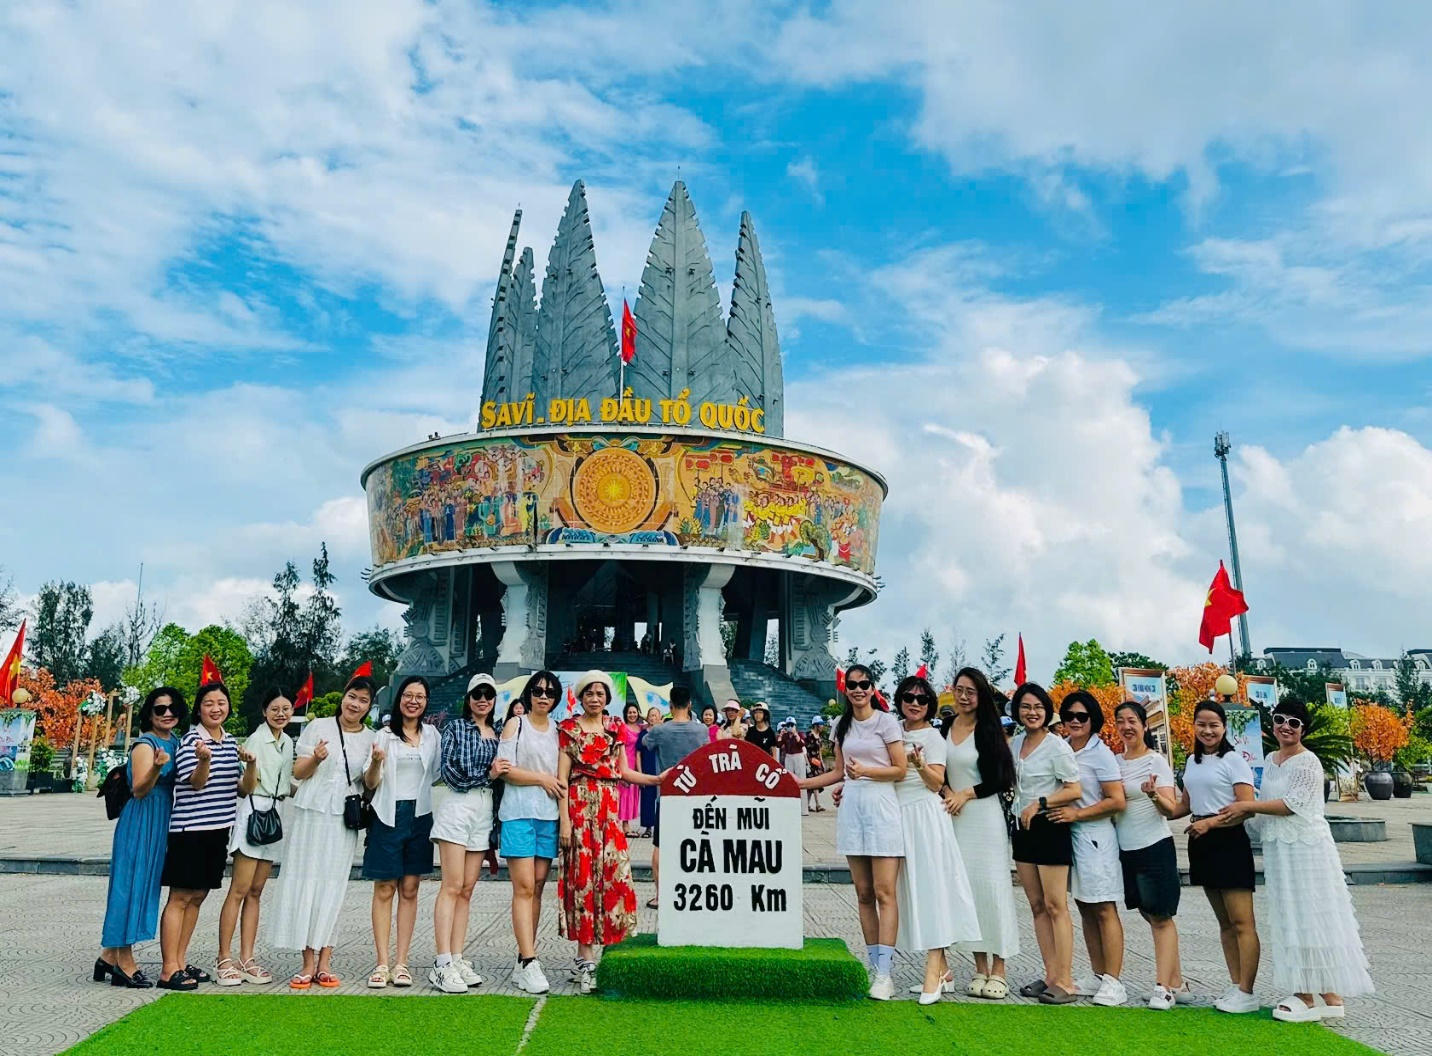 SAVĨ - ĐỊA ĐẦU TỔ QUỐC
TỪ TRÀ CỔ
ĐẾN MŨI
CÀ MAU
3260 Km